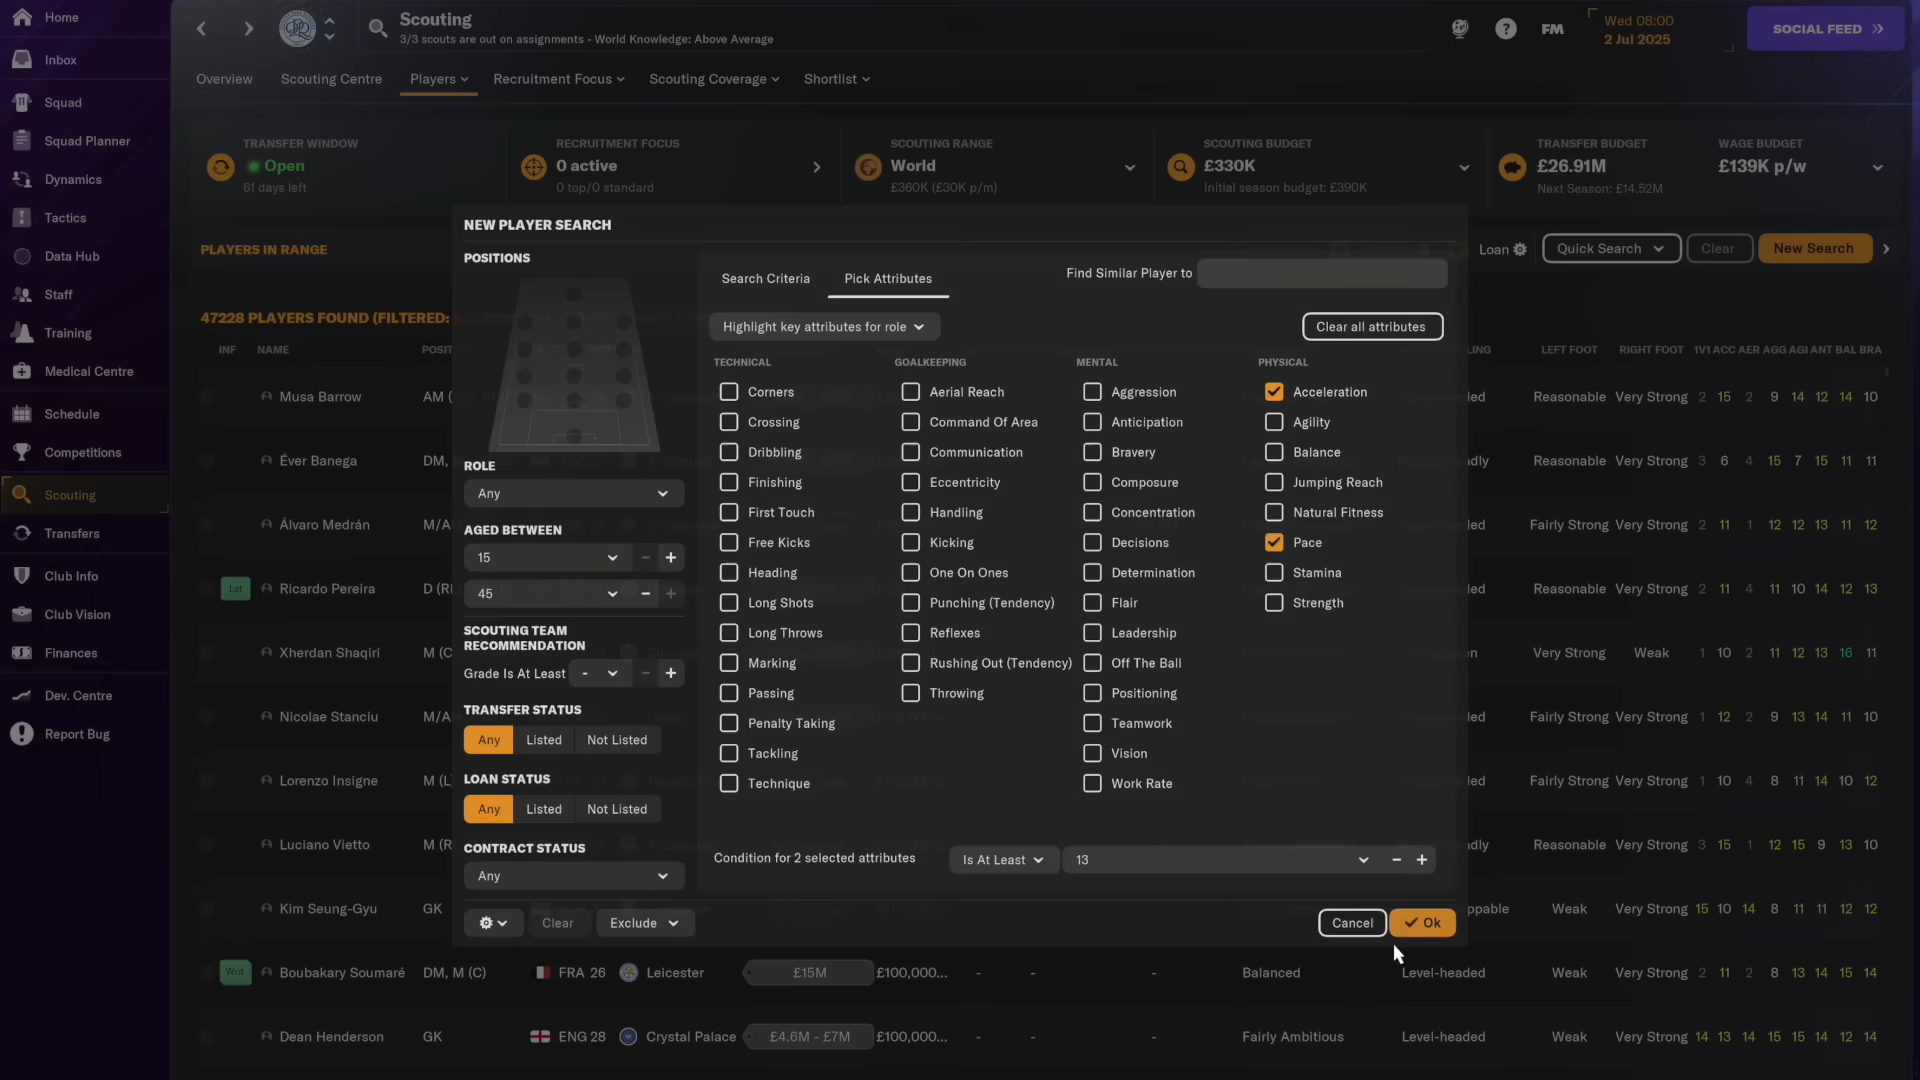 Home
Inbox
Squad
Squad Planner
Dynamics
Tactics
Data Hub
Staff
Training
Medical Centre
Schedule
Competitions
Scouting
Transfers
Club Info
Club Vision
Finances
Dev. Centre
Report Bug
Scouting
3/3 scouts are out on assignments - World Knowledge: Above Average
FM
Wed 08:00
2 Jul 2025
SOCIAL FEED
Overview Scouting Centre Players Recruitment Focus Scouting Coverage Shortlist
TRANSFER WINDOW
Open
61 days left
RECRUITMENT FOCUS
0 active
0 top/0 standard
SCOUTING RANGE
World
£360K (£30K p/m)
SCOUTING BUDGET
£330K
Initial season budget: £390K
TRANSFER BUDGET
£26.91M
Next Season: £14.52M
WAGE BUDGET
£139K p/w
PLAYERS IN RANGE
Loan Quick Search Clear New Search
47228 PLAYERS FOUND (FILTERED:
INF NAME POSIT
LING LEFT FOOT RIGHT FOOT 1V1 ACC AER AGG AGI ANT BAL BRA
Musa Barrow AM (
ed Reasonable Very Strong 2 15 2 9 14 12 14 10
Éver Banega DM,
dly Reasonable Very Strong 3 6 4 15 7 15 11 11
Álvaro Medrán M/A
ed Fairly Strong Very Strong 2 11 1 12 12 13 11 12
Lst Ricardo Pereira D (R
ed Reasonable Very Strong 2 11 4 11 10 14 12 13
Xherdan Shaqiri M (C
en Very Strong Weak 1 10 2 11 12 13 16 11
Nicolae Stanciu M/A
ed Fairly Strong Very Strong 1 12 2 9 13 14 11 10
Lorenzo Insigne M (L
ed Fairly Strong Very Strong 1 10 4 8 11 14 10 12
Luciano Vietto M (R
ed Reasonable Very Strong 3 15 1 12 15 9 13 10
Kim Seung-Gyu GK
ppable Weak Very Strong 15 10 14 8 11 11 12 12
Wnt Boubakary Soumaré DM, M (C) FRA 26 Leicester £15M £100,000... - - - Balanced Level-headed Weak Very Strong 2 11 2 8 13 14 15 14
Dean Henderson GK ENG 28 Crystal Palace £4.6M - £7M £100,000... - - - Fairly Ambitious Level-headed Weak Very Strong 14 13 14 15 15 14 12 14
NEW PLAYER SEARCH
POSITIONS
ROLE
Any
AGED BETWEEN
15 - +
45 - +
SCOUTING TEAM
RECOMMENDATION
Grade Is At Least - - +
TRANSFER STATUS
Any Listed Not Listed
LOAN STATUS
Any Listed Not Listed
CONTRACT STATUS
Any
Clear Exclude
Search Criteria Pick Attributes Find Similar Player to
Highlight key attributes for role Clear all attributes
TECHNICAL
Corners
Crossing
Dribbling
Finishing
First Touch
Free Kicks
Heading
Long Shots
Long Throws
Marking
Passing
Penalty Taking
Tackling
Technique
GOALKEEPING
Aerial Reach
Command Of Area
Communication
Eccentricity
Handling
Kicking
One On Ones
Punching (Tendency)
Reflexes
Rushing Out (Tendency)
Throwing
MENTAL
Aggression
Anticipation
Bravery
Composure
Concentration
Decisions
Determination
Flair
Leadership
Off The Ball
Positioning
Teamwork
Vision
Work Rate
PHYSICAL
Acceleration
Agility
Balance
Jumping Reach
Natural Fitness
Pace
Stamina
Strength
Condition for 2 selected attributes Is At Least 13 - +
Cancel Ok